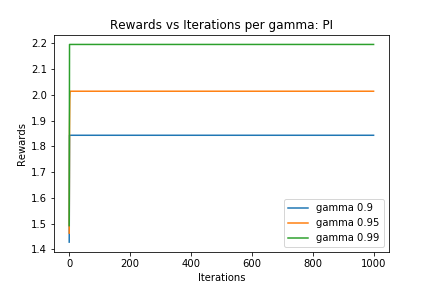 Rewards vs Iterations per gamma: PI
Rewards
2.2
2.1
2.0
1.9
1.8
1.7
1.6
1.5
1.4
0 200 400 600 800 1000
Iterations
gamma 0.9
gamma 0.95
gamma 0.99